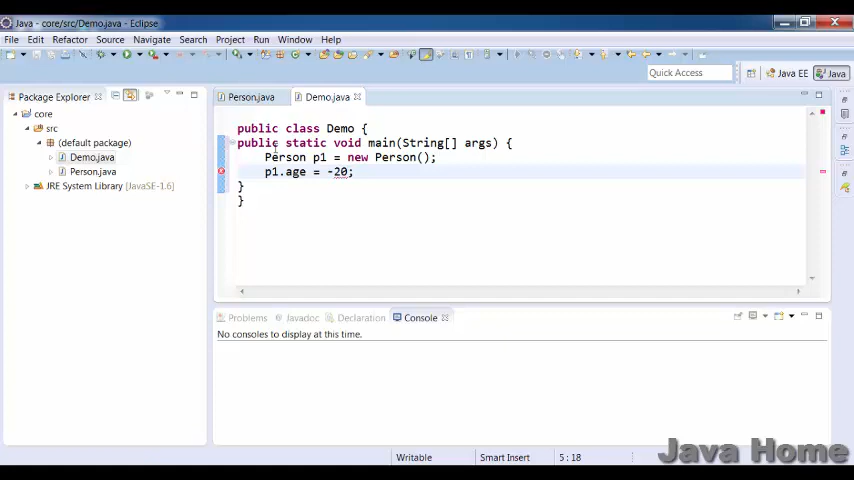 Java - core/src/Demo.java - Eclipse
File Edit Refactor Source Navigate Search Project Run Window Help
Quick Access
Java EE
Java
Package Explorer
Person.java
Demo.java
core
src
(default package)
Demo.java
Person.java
JRE System Library [JavaSE-1.6]
public class Demo {
public static void main(String[] args) {
Person p1 = new Person();
p1.age = -20;
}
}
Problems Javadoc Declaration Console
No consoles to display at this time.
Writable Smart Insert 5 : 18
Java Home